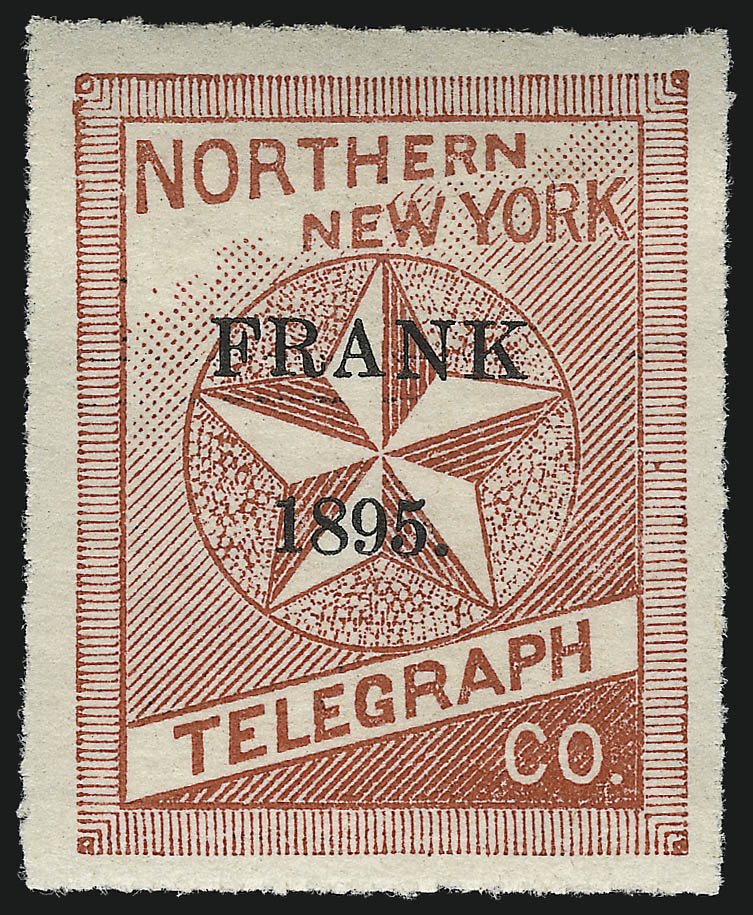 NORTHERN
NEW YORK
FRANK
1895.
TELEGRAPH
CO.